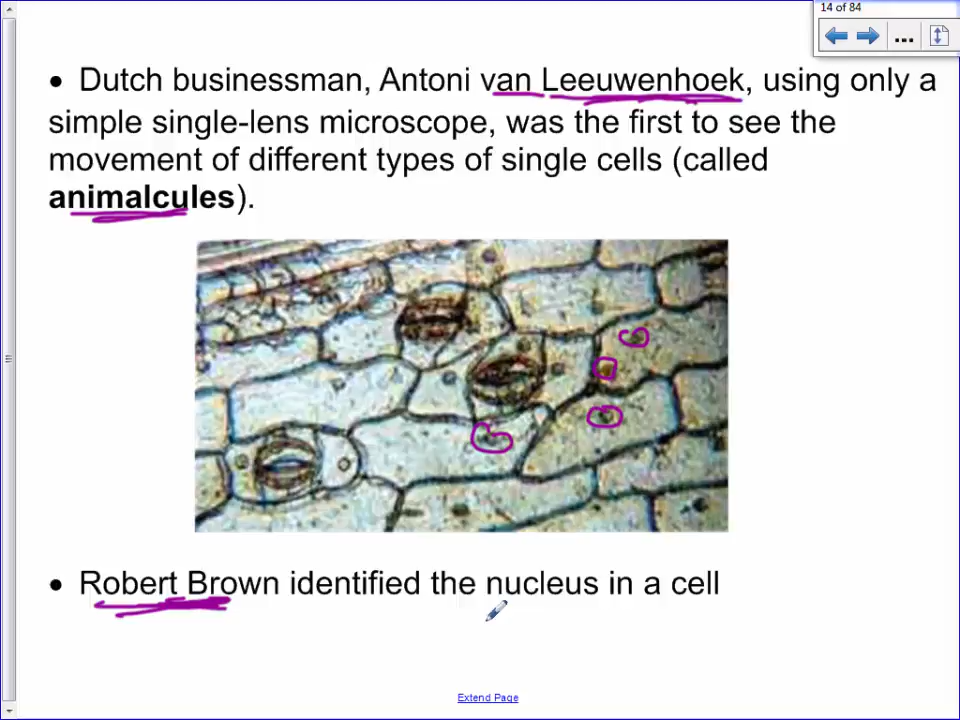 14 of 84
...
• Dutch businessman, Antoni van Leeuwenhoek, using only a
simple single-lens microscope, was the first to see the
movement of different types of single cells (called
animalcules).
• Robert Brown identified the nucleus in a cell
Extend Page